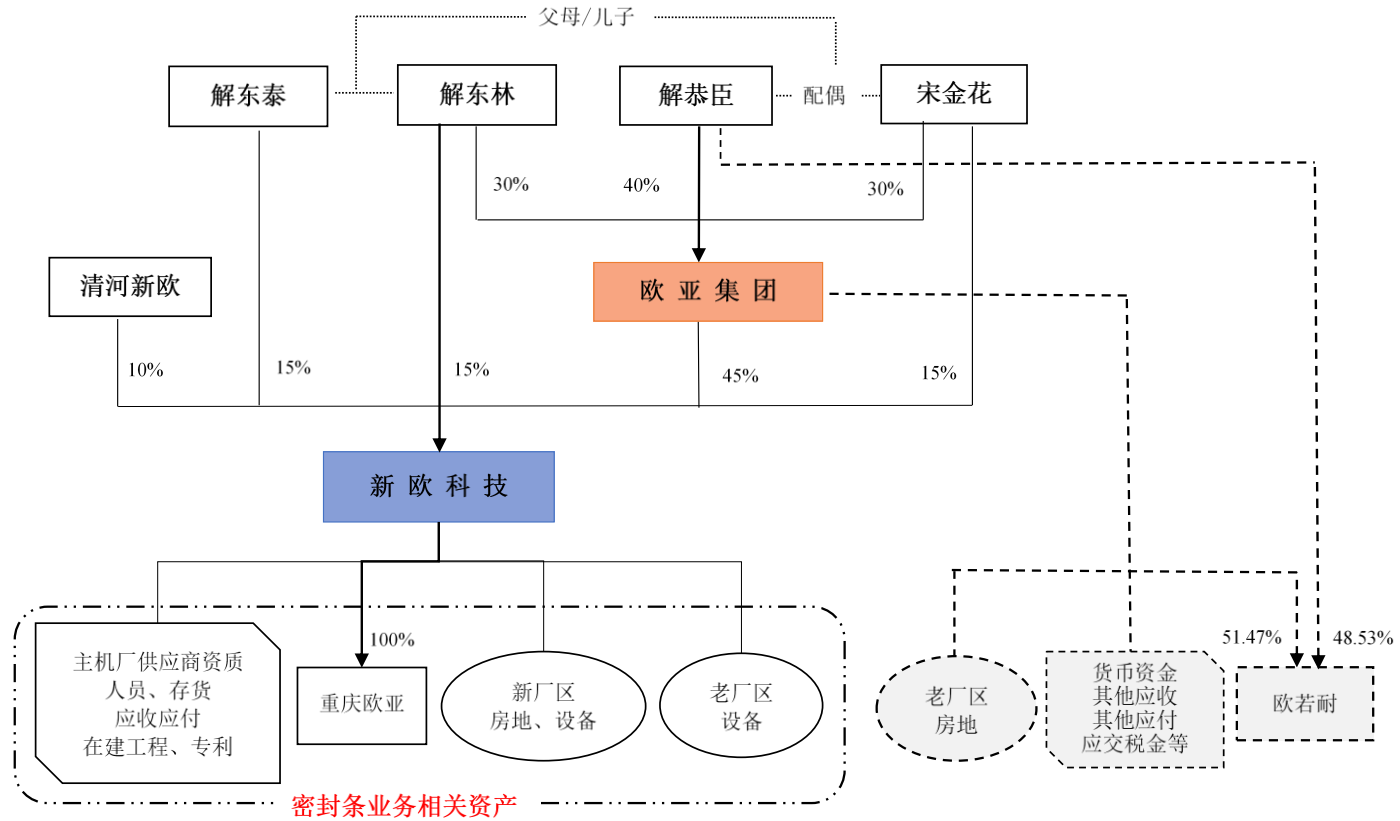 父母/儿子
解东泰
解东林
解恭臣
配偶
宋金花
30%
40%
30%
清河新欧
欧亚集团
10%
15%
15%
45%
15%
新欧科技
100%
51.47%
48.53%
主机厂供应商资质
人员、存货
应收应付
在建工程、专利
重庆欧亚
新厂区
房地、设备
老厂区
设备
老厂区
房地
货币资金
其他应收
其他应付
应交税金等
欧若耐
密封条业务相关资产